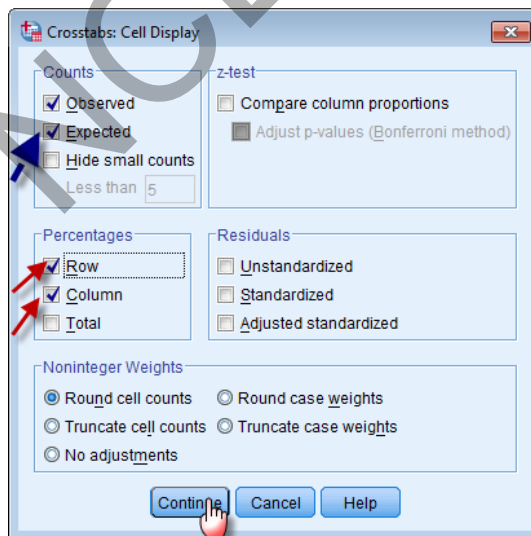 Crosstabs: Cell Display
Counts
Observed
Expected
Hide small counts
Less than 5
z-test
Compare column proportions
Adjust p-values (Bonferroni method)
Percentages
Row
Column
Total
Residuals
Unstandardized
Standardized
Adjusted standardized
Noninteger Weights
Round cell counts
Round case weights
Truncate cell counts
Truncate case weights
No adjustments
Continue
Cancel
Help